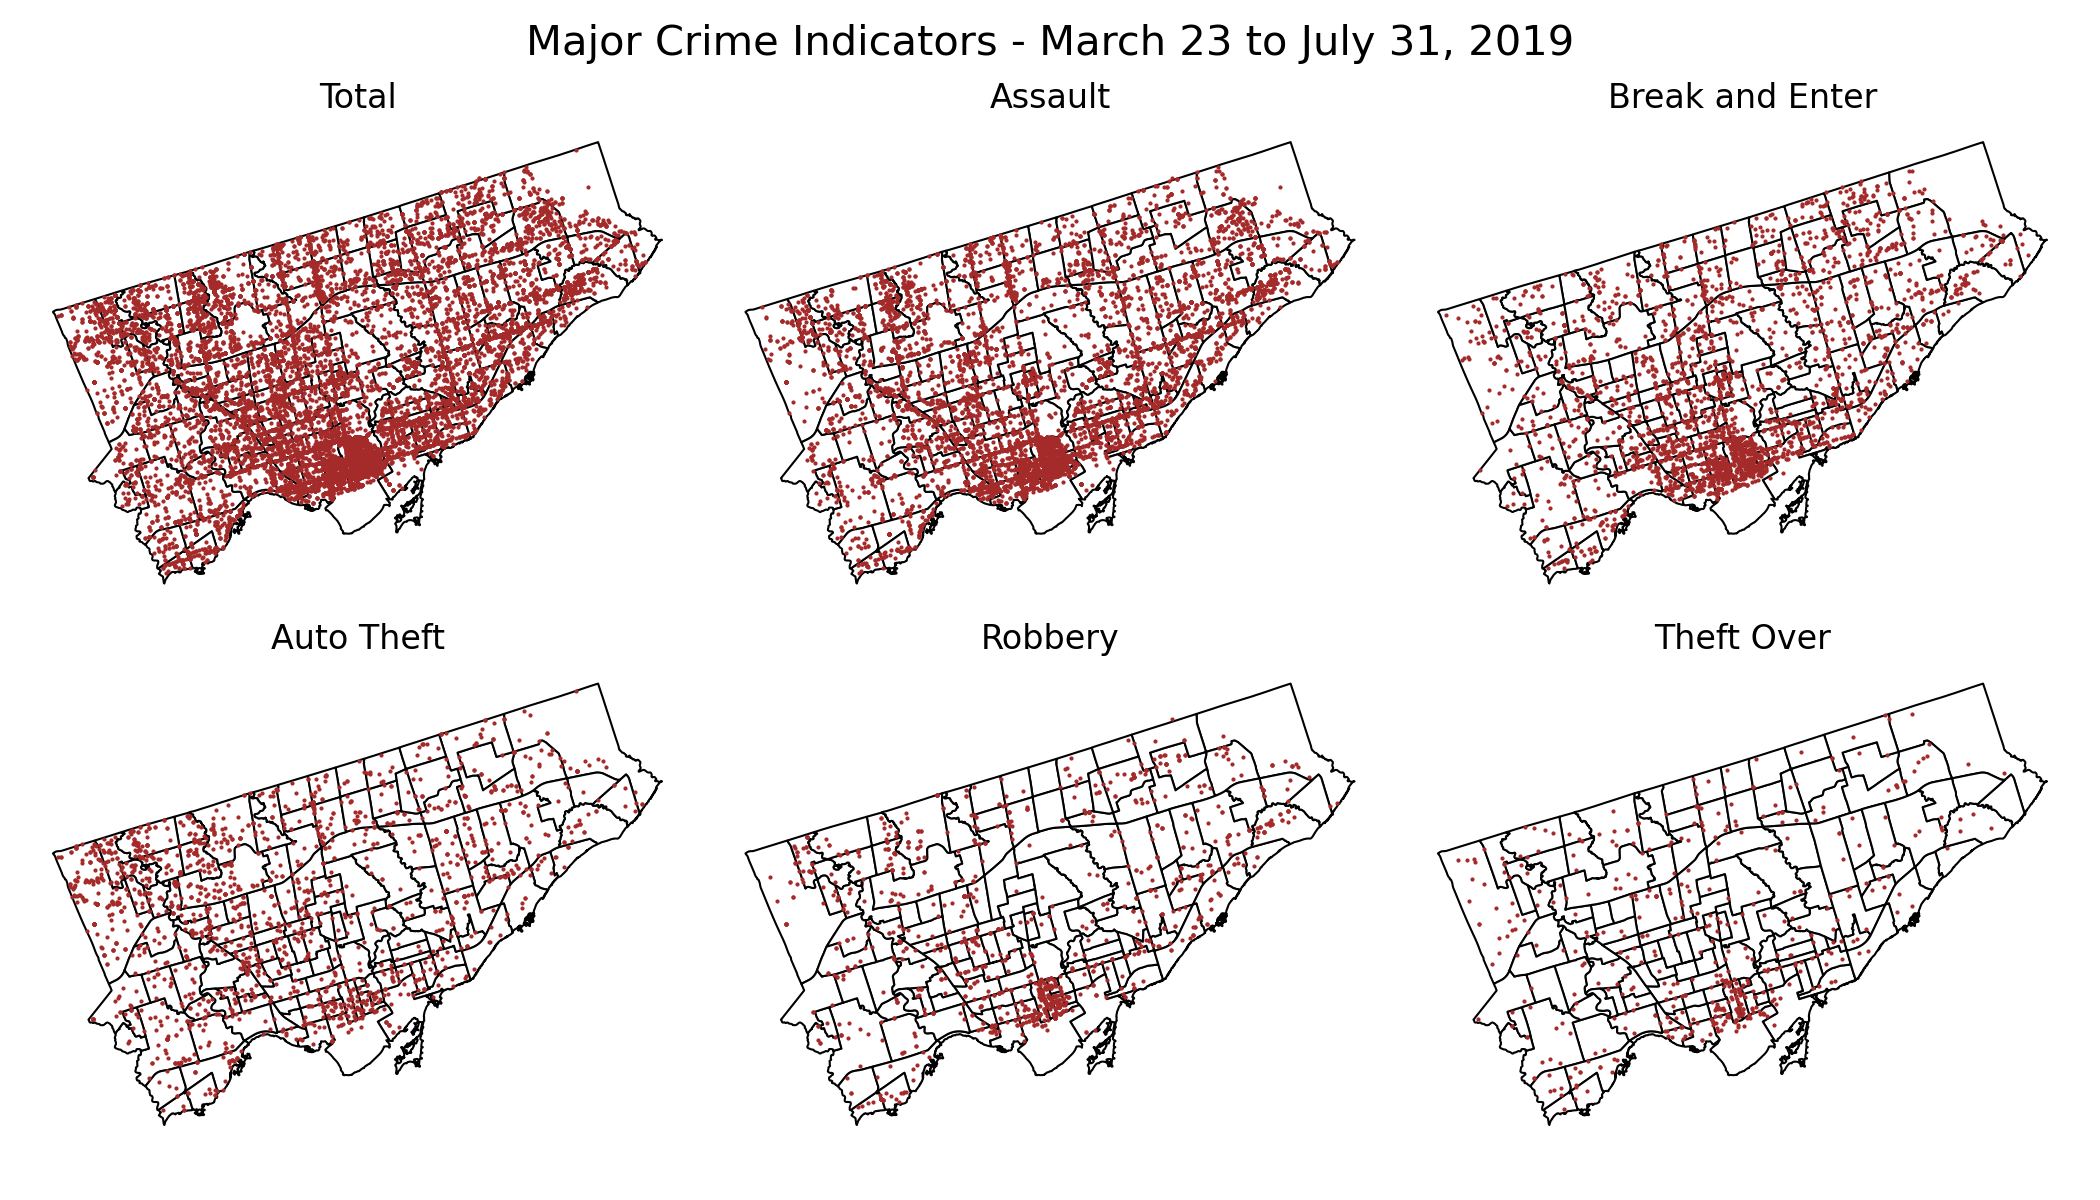 Major Crime Indicators - March 23 to July 31, 2019
Total
Assault
Break and Enter
Auto Theft
Robbery
Theft Over